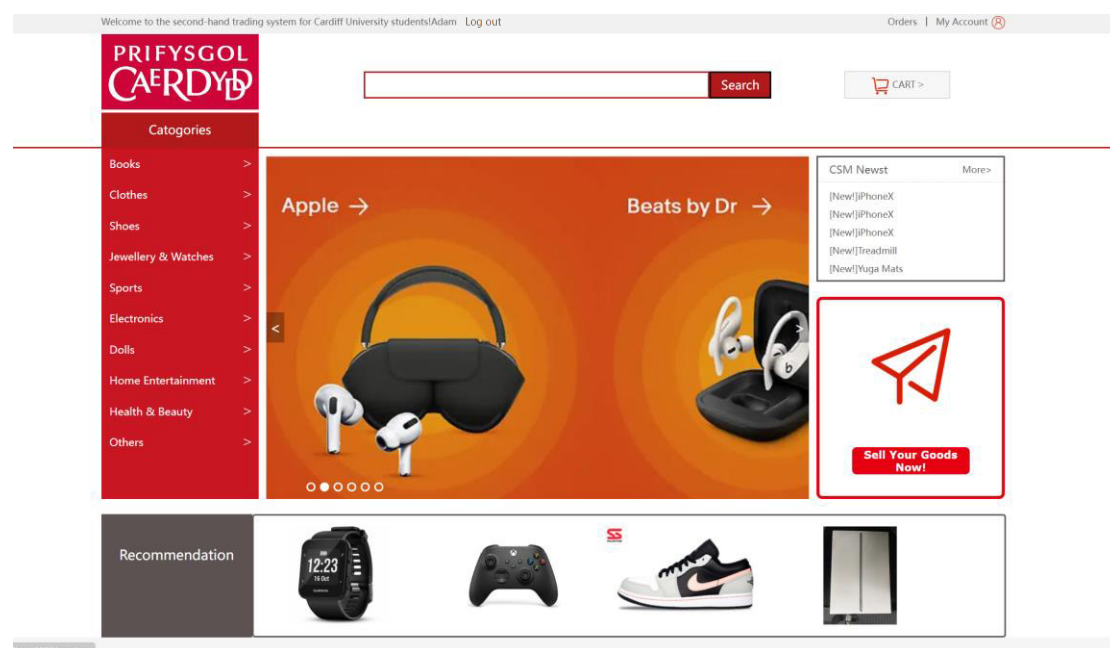 Welcome to the second-hand trading system for Cardiff University students!Adam Log out
Orders | My Account
PRIFYSGOL
CAERDYDD
Search
CART >
Catogories
Books >
Clothes >
Shoes >
Jewellery & Watches >
Sports >
Electronics >
Dolls >
Home Entertainment >
Health & Beauty >
Others >
Apple →
Beats by Dr →
<
>
b
CSM Newst More>
[New!]iPhoneX
[New!]iPhoneX
[New!]iPhoneX
[New!]Treadmill
[New!]Yuga Mats
Sell Your Goods
Now!
Recommendation
12:23
16 Oct
SS